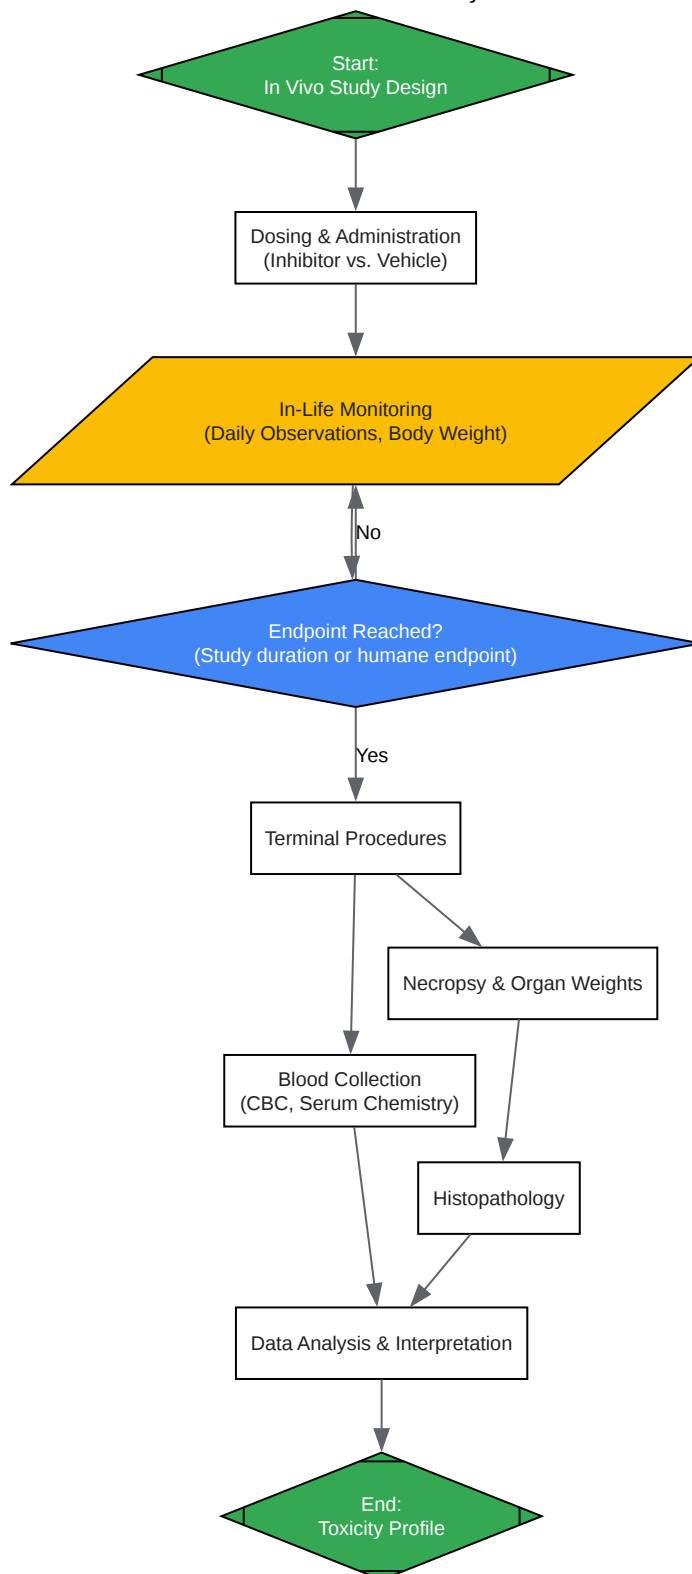 Start:
In Vivo Study Design
Dosing & Administration
(Inhibitor vs. Vehicle)
In-Life Monitoring
(Daily Observations, Body Weight)
No
Endpoint Reached?
(Study duration or humane endpoint)
Yes
Terminal Procedures
Necropsy & Organ Weights
Blood Collection
(CBC, Serum Chemistry)
Histopathology
Data Analysis & Interpretation
End:
Toxicity Profile